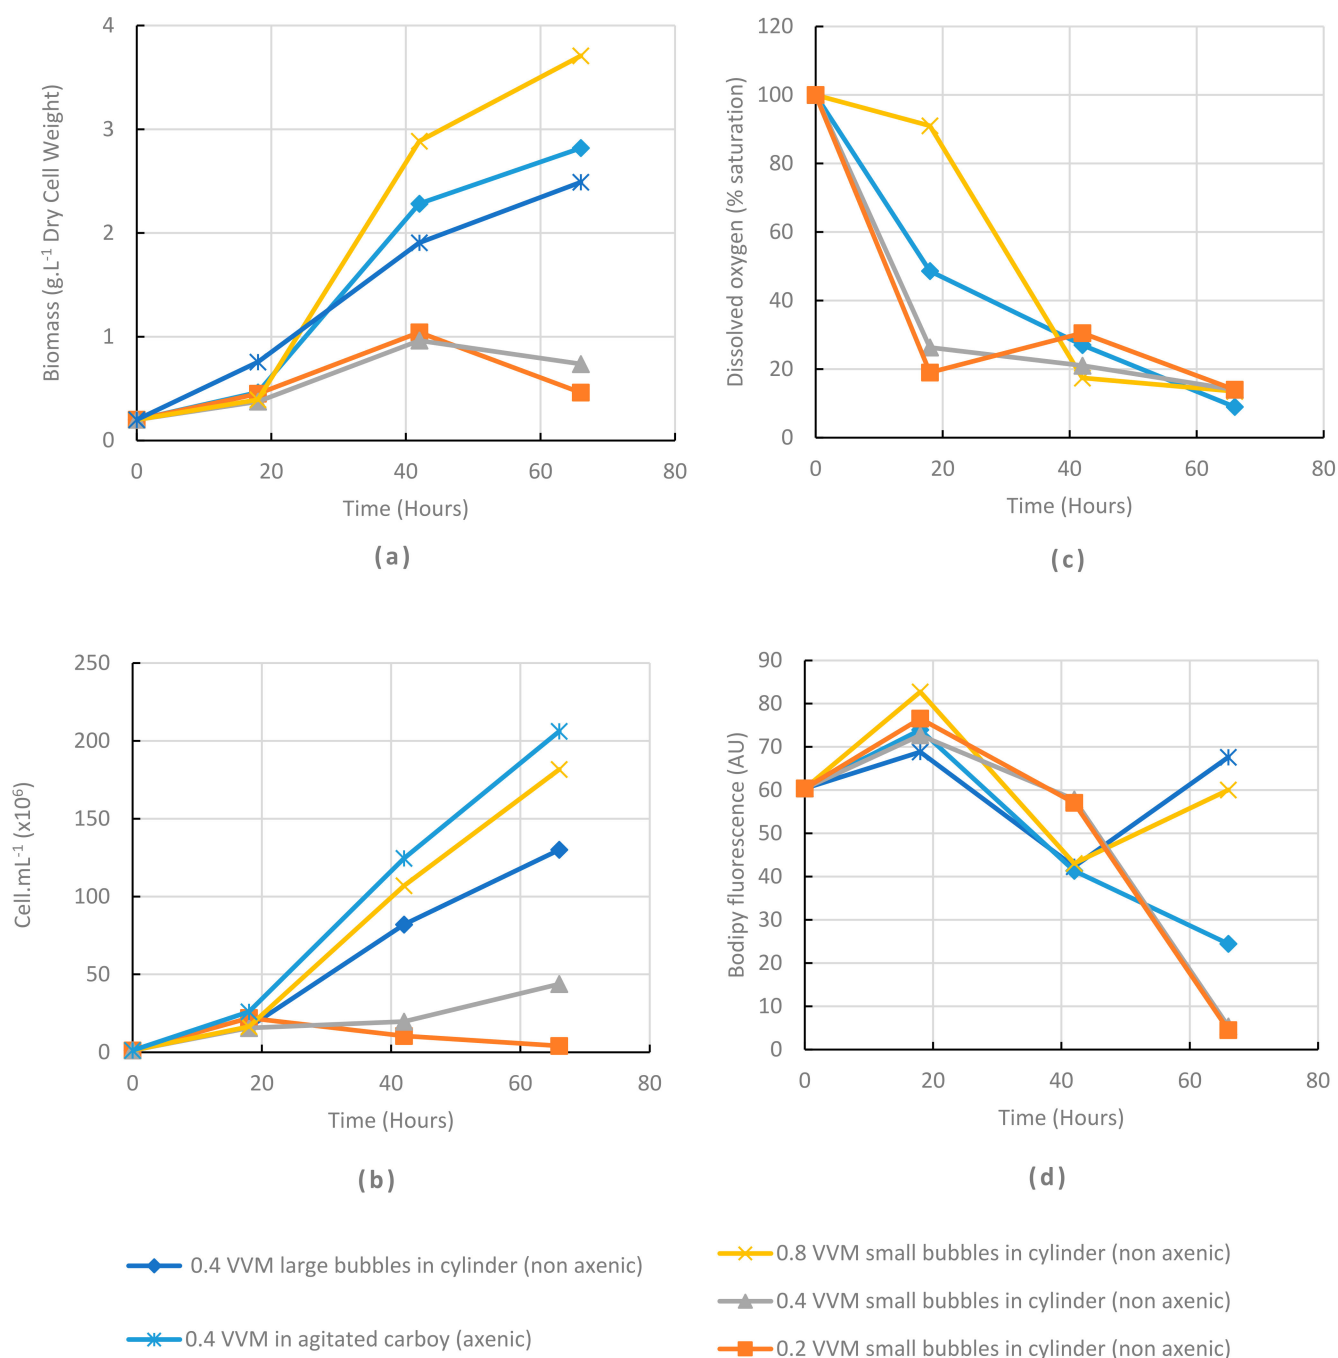 4
3
2
1
0
0
20
40
60
80
Biomass (g.L⁻¹ Dry Cell Weight)
Time (Hours)
(a)
120
100
80
60
40
20
0
0
20
40
60
80
Dissolved oxygen (% saturation)
Time (Hours)
(c)
250
200
150
100
50
0
0
20
40
60
80
Cell.mL⁻¹ (x10⁶)
Time (Hours)
(b)
90
80
70
60
50
40
30
20
10
0
0
20
40
60
80
Bodipy fluorescence (AU)
Time (Hours)
(d)
0.4 VVM large bubbles in cylinder (non axenic)
0.4 VVM in agitated carboy (axenic)
0.8 VVM small bubbles in cylinder (non axenic)
0.4 VVM small bubbles in cylinder (non axenic)
0.2 VVM small bubbles in cylinder (non axenic)